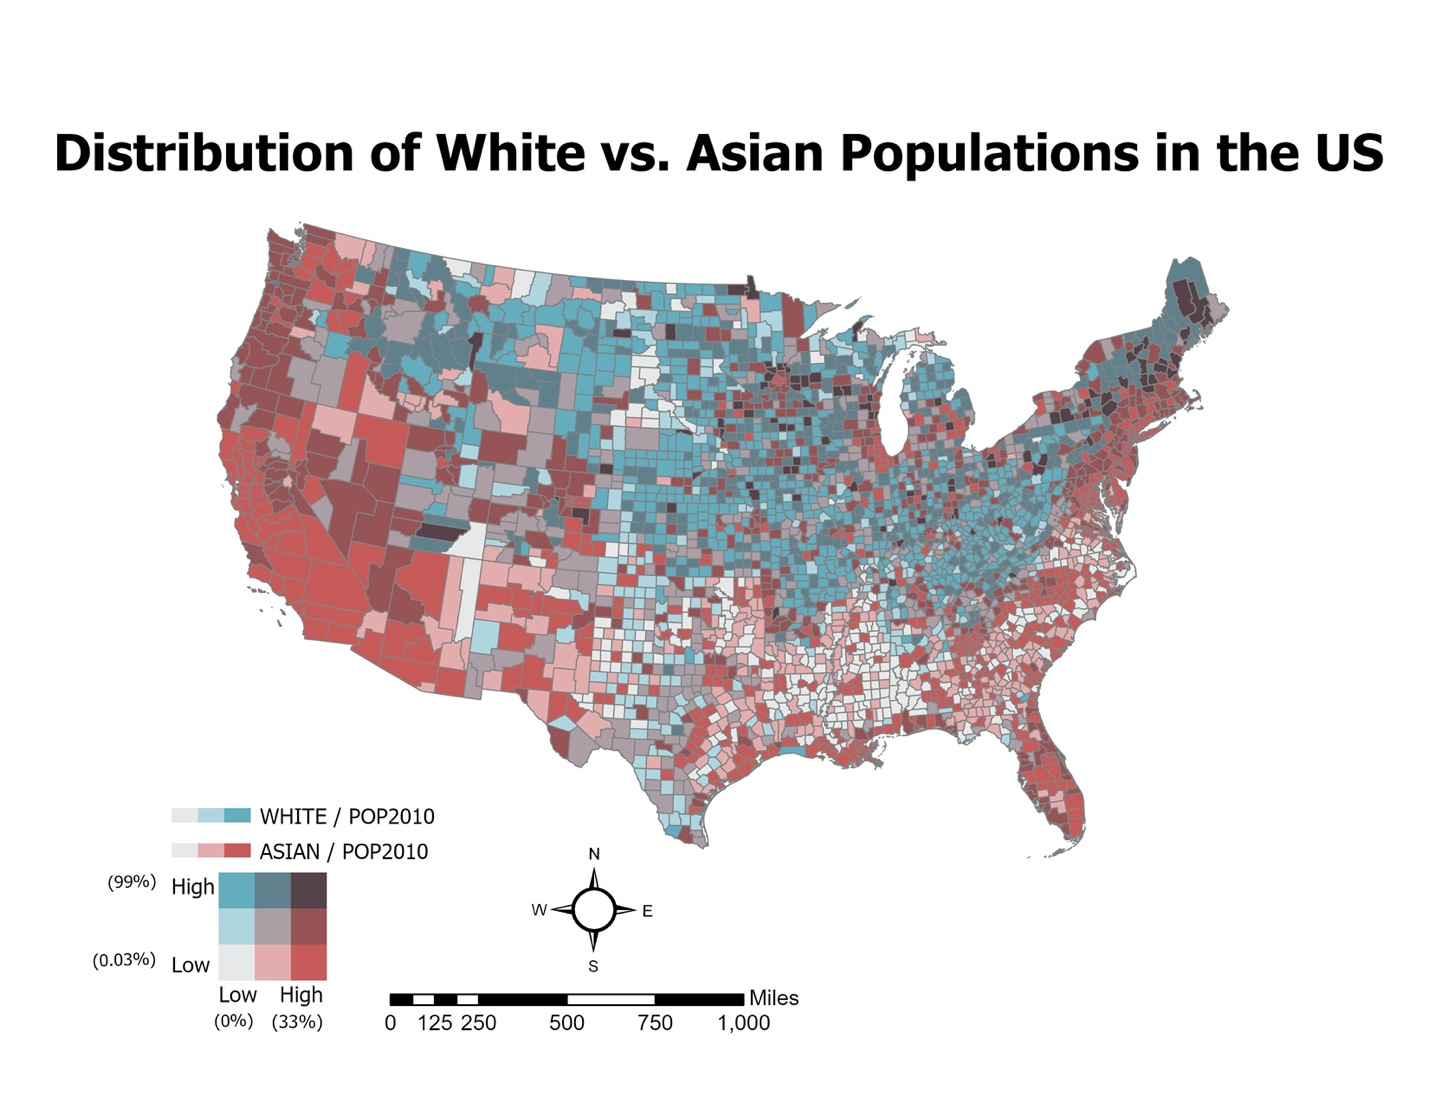 Distribution of White vs. Asian Populations in the US
WHITE / POP2010
ASIAN / POP2010
(99%) High
(0.03%) Low
Low High
(0%) (33%)
N
W E
S
Miles
0 125 250 500 750 1,000